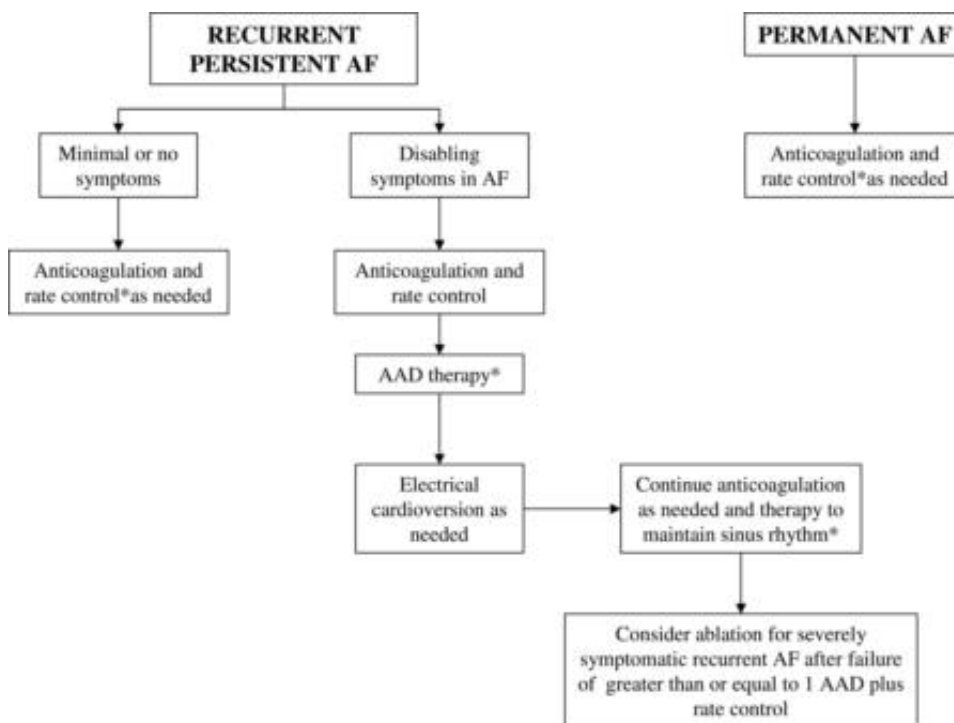 RECURRENT
PERSISTENT AF
PERMANENT AF
Minimal or no
symptoms
Disabling
symptoms in AF
Anticoagulation and
rate control*as needed
Anticoagulation and
rate control*as needed
Anticoagulation and
rate control
AAD therapy*
Electrical
cardioversion as
needed
Continue anticoagulation
as needed and therapy to
maintain sinus rhythm*
Consider ablation for severely
symptomatic recurrent AF after failure
of greater than or equal to 1 AAD plus
rate control